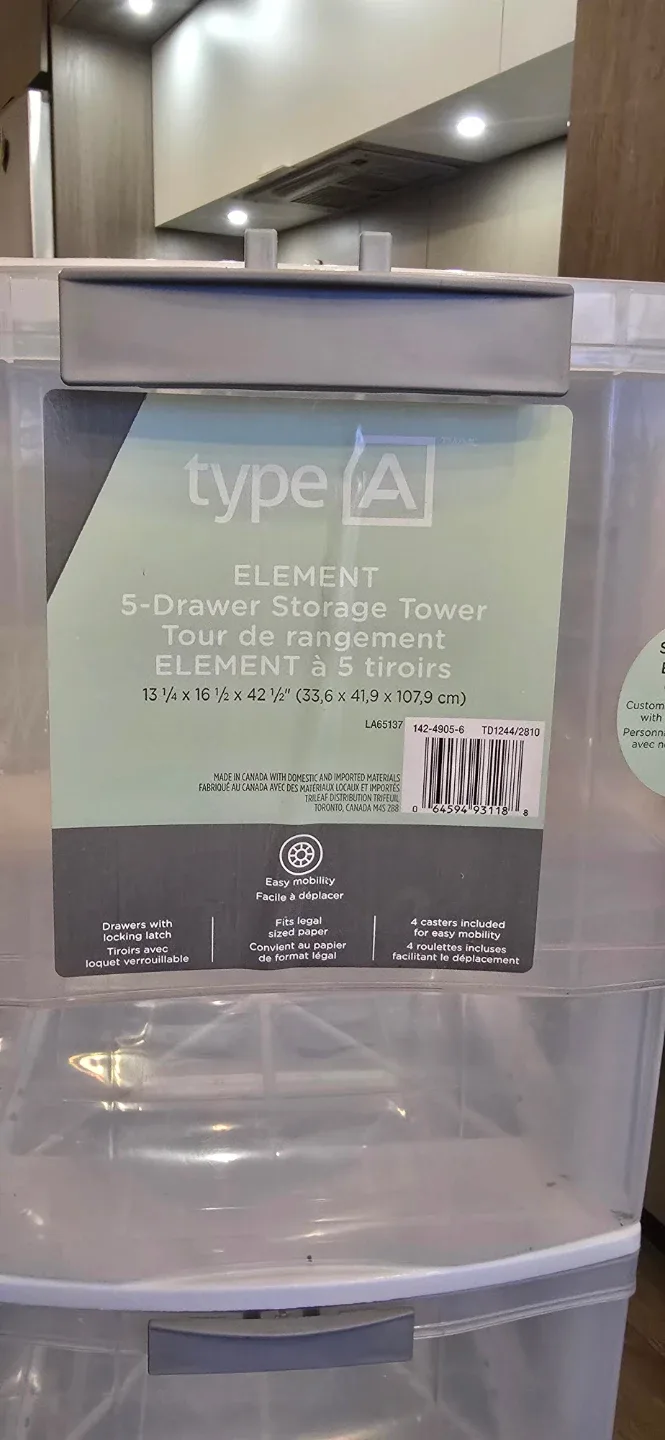 type A
ELEMENT
5-Drawer Storage Tower
Tour de rangement
ELEMENT à 5 tiroirs
13 ¼ x 16 ½ x 42 ½" (33,6 x 41,9 x 107,9 cm)
LA65137
142-4905-6 TD1244/2810
0 64594 93118 8
MADE IN CANADA WITH DOMESTIC AND IMPORTED MATERIALS
FABRIQUÉ AU CANADA AVEC DES MATÉRIAUX LOCAUX ET IMPORTÉS
TRILEAF DISTRIBUTION TRIFEUIL
TORONTO, CANADA M4S 2B8
Easy mobility
Facile à déplacer
Drawers with
locking latch
Tiroirs avec
loquet verrouillable
Fits legal
sized paper
Convient au papier
de format légal
4 casters included
for easy mobility
4 roulettes incluses
facilitant le déplacement
Custom
with
Personn
avec n